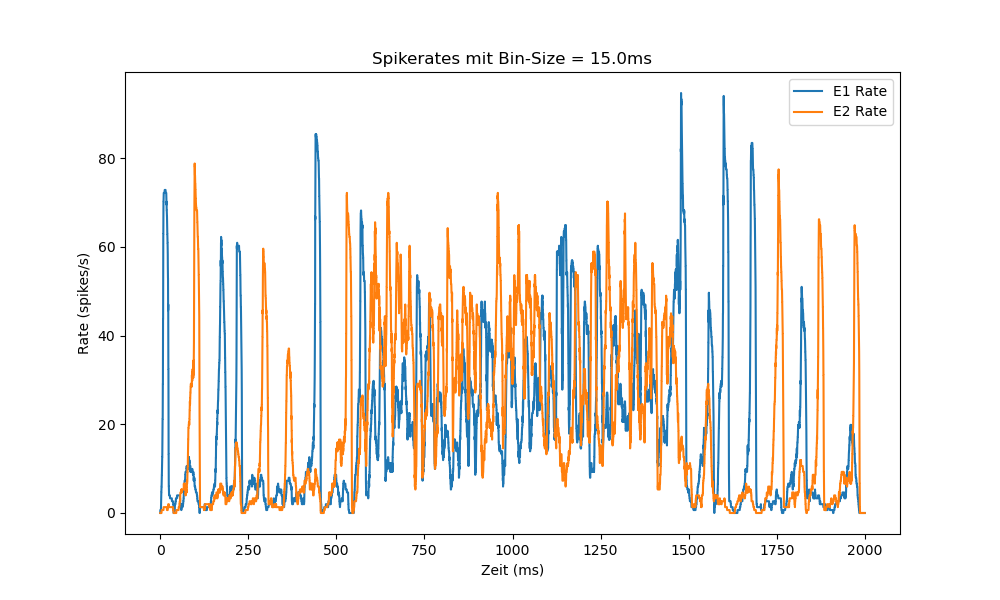 Spikerates mit Bin-Size = 15.0ms
E1 Rate
E2 Rate
Rate (spikes/s)
80
60
40
20
0
0 250 500 750 1000 1250 1500 1750 2000
Zeit (ms)